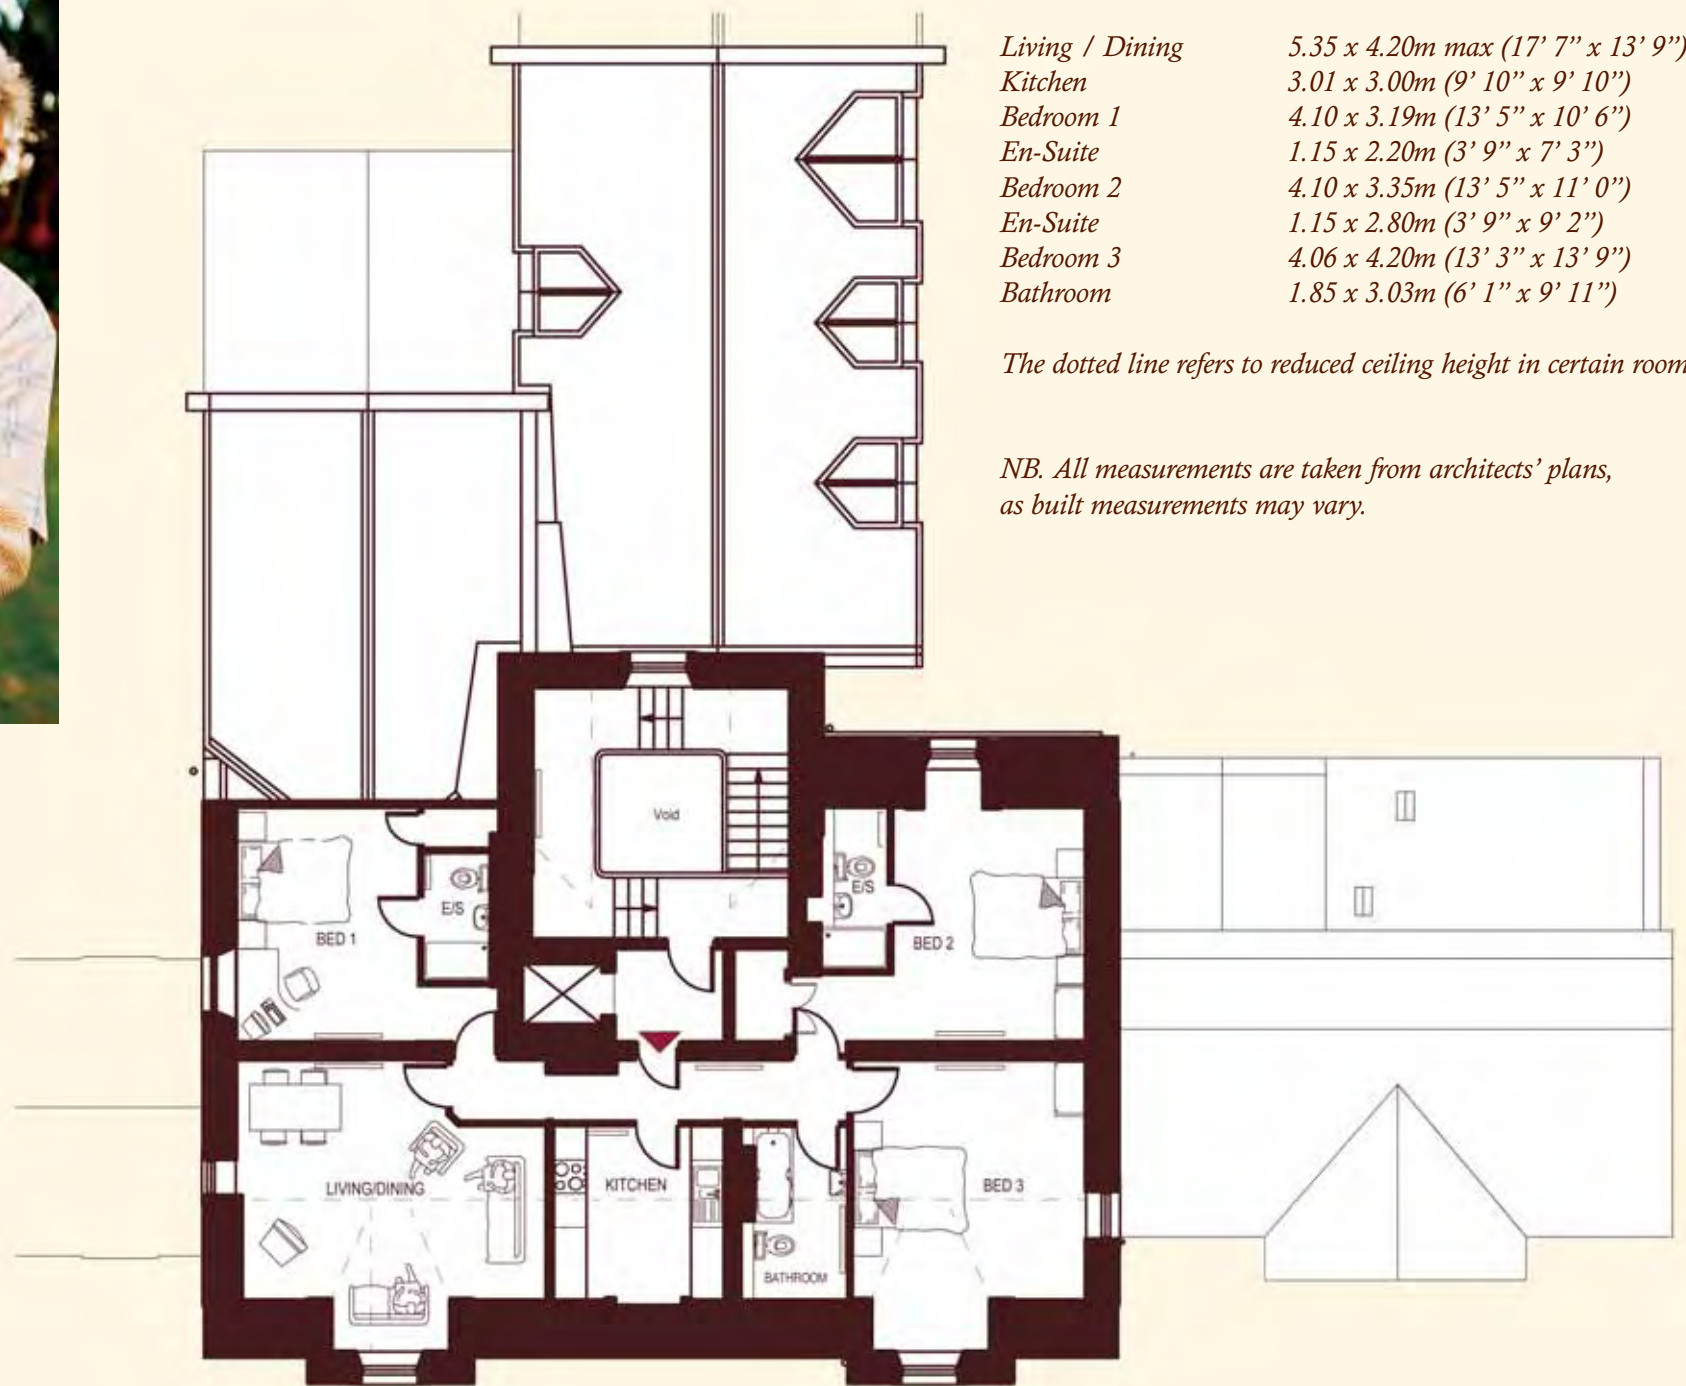 Living / Dining 5.35 x 4.20m max (17’ 7” x 13’ 9”)
Kitchen 3.01 x 3.00m (9’ 10” x 9’ 10”)
Bedroom 1 4.10 x 3.19m (13’ 5” x 10’ 6”)
En-Suite 1.15 x 2.20m (3’ 9” x 7’ 3”)
Bedroom 2 4.10 x 3.35m (13’ 5” x 11’ 0”)
En-Suite 1.15 x 2.80m (3’ 9” x 9’ 2”)
Bedroom 3 4.06 x 4.20m (13’ 3” x 13’ 9”)
Bathroom 1.85 x 3.03m (6’ 1” x 9’ 11”)
The dotted line refers to reduced ceiling height in certain room
NB. All measurements are taken from architects’ plans,
as built measurements may vary.
Void
E/S
E/S
BED 1
BED 2
LIVING/DINING
KITCHEN
BED 3
BATHROOM